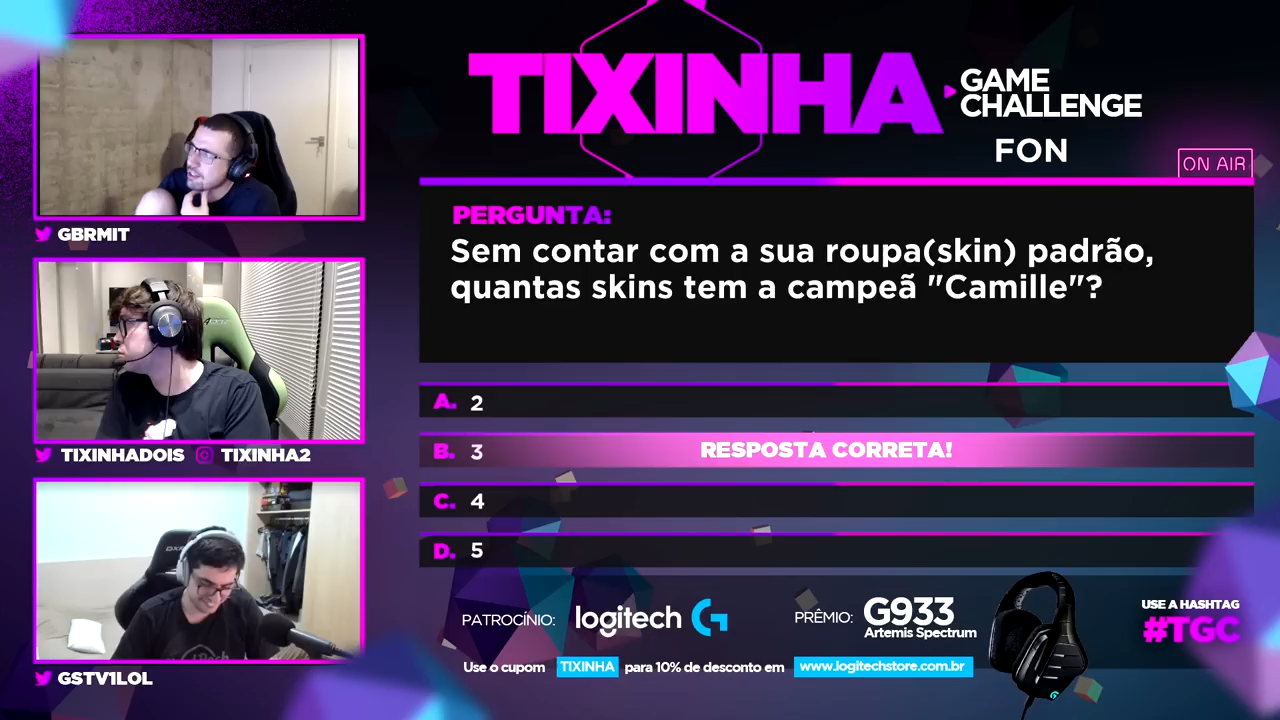 TIXINHA
GAME
CHALLENGE
FON
ON AIR
GBRMIT
TIXINHADOIS TIXINHA2
GSTV1LOL
PERGUNTA:
Sem contar com a sua roupa(skin) padrão,
quantas skins tem a campeã "Camille"?
A. 2
B. 3 RESPOSTA CORRETA!
C. 4
D. 5
PATROCÍNIO: logitech G
PRÊMIO: G933
Artemis Spectrum
USE A HASHTAG
#TGC
Use o cupom TIXINHA para 10% de desconto em www.logitechstore.com.br